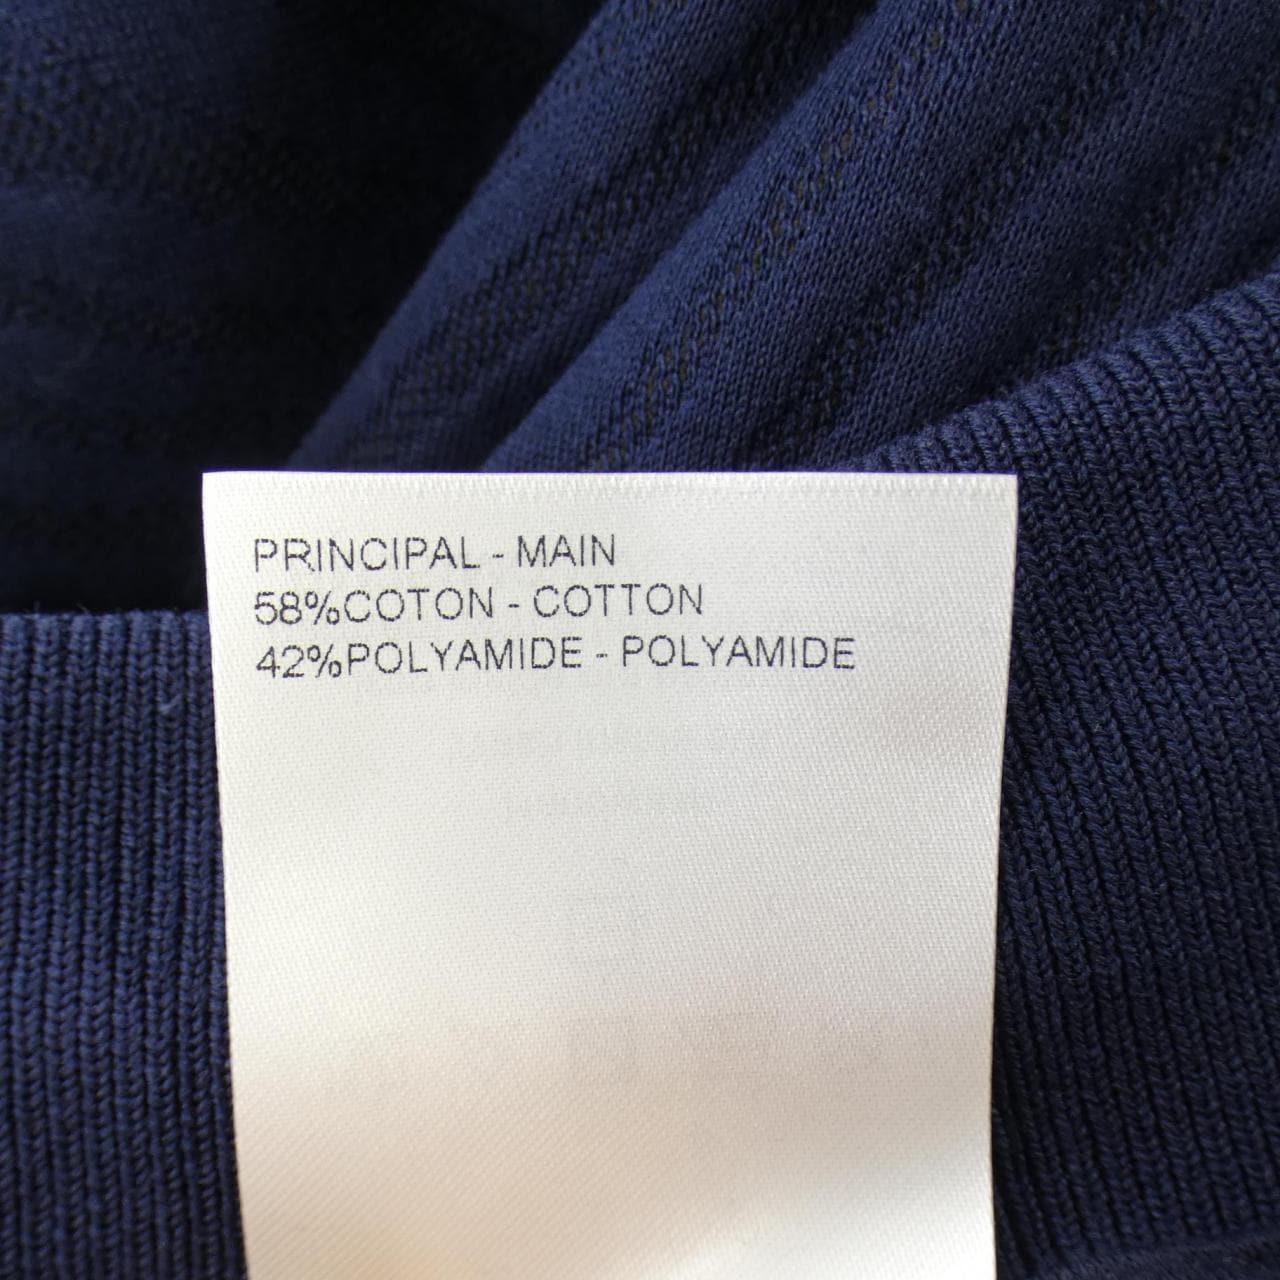 PRINCIPAL - MAIN
58%COTON - COTTON
42%POLYAMIDE - POLYAMIDE